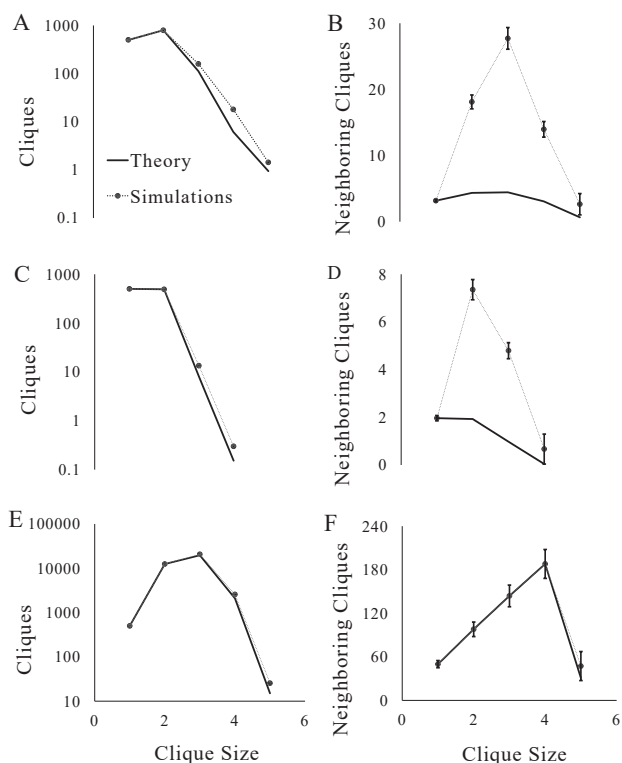 A
1000
100
10
1
0.1
Cliques
Theory
Simulations
B
30
20
10
0
Neighboring Cliques
C
1000
100
10
1
0.1
Cliques
D
8
6
4
2
0
Neighboring Cliques
E
100000
10000
1000
100
10
Cliques
0 2 4 6
Clique Size
F
240
180
120
60
0
Neighboring Cliques
0 2 4 6
Clique Size